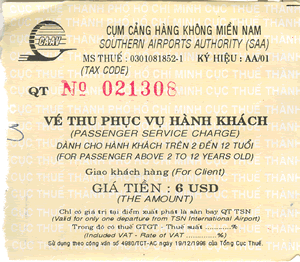 CAAV
CỤM CẢNG HÀNG KHÔNG MIỀN NAM
SOUTHERN AIRPORTS AUTHORITY (SAA)
MS THUẾ : 0301081852-1 KÝ HIỆU : AA/01
(TAX CODE)
QT Nº 021308
VÉ THU PHỤC VỤ HÀNH KHÁCH
(PASSENGER SERVICE CHARGE)
DÀNH CHO HÀNH KHÁCH TRÊN 2 ĐẾN 12 TUỔI
(FOR PASSENGER ABOVE 2 TO 12 YEARS OLD)
Giao khách hàng (For Client)
GIÁ TIỀN : 6 USD
(THE AMOUNT)
Chỉ có giá trị tại điểm xuất phát là sân bay QT TSN
(Valid for only one departure from TSN International Airport)
Trong đó có thuế GTGT - Thuế suất ...... %
(Included VAT - Rate of VAT ...... %)
Sử dụng theo công văn số 4980/TCT-AC ngày 19/12/1998 của Tổng Cục Thuế.